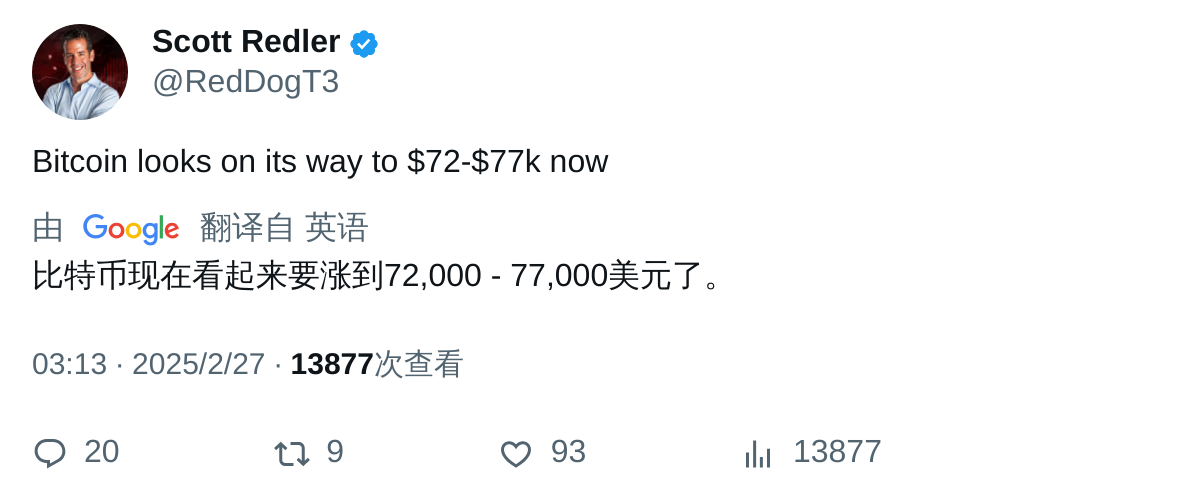 Scott Redler
@RedDogT3
Bitcoin looks on its way to $72-$77k now
由 Google 翻译自 英语
比特币现在看起来要涨到72,000 - 77,000美元了。
03:13 · 2025/2/27 · 13877次查看
20 9 93 13877